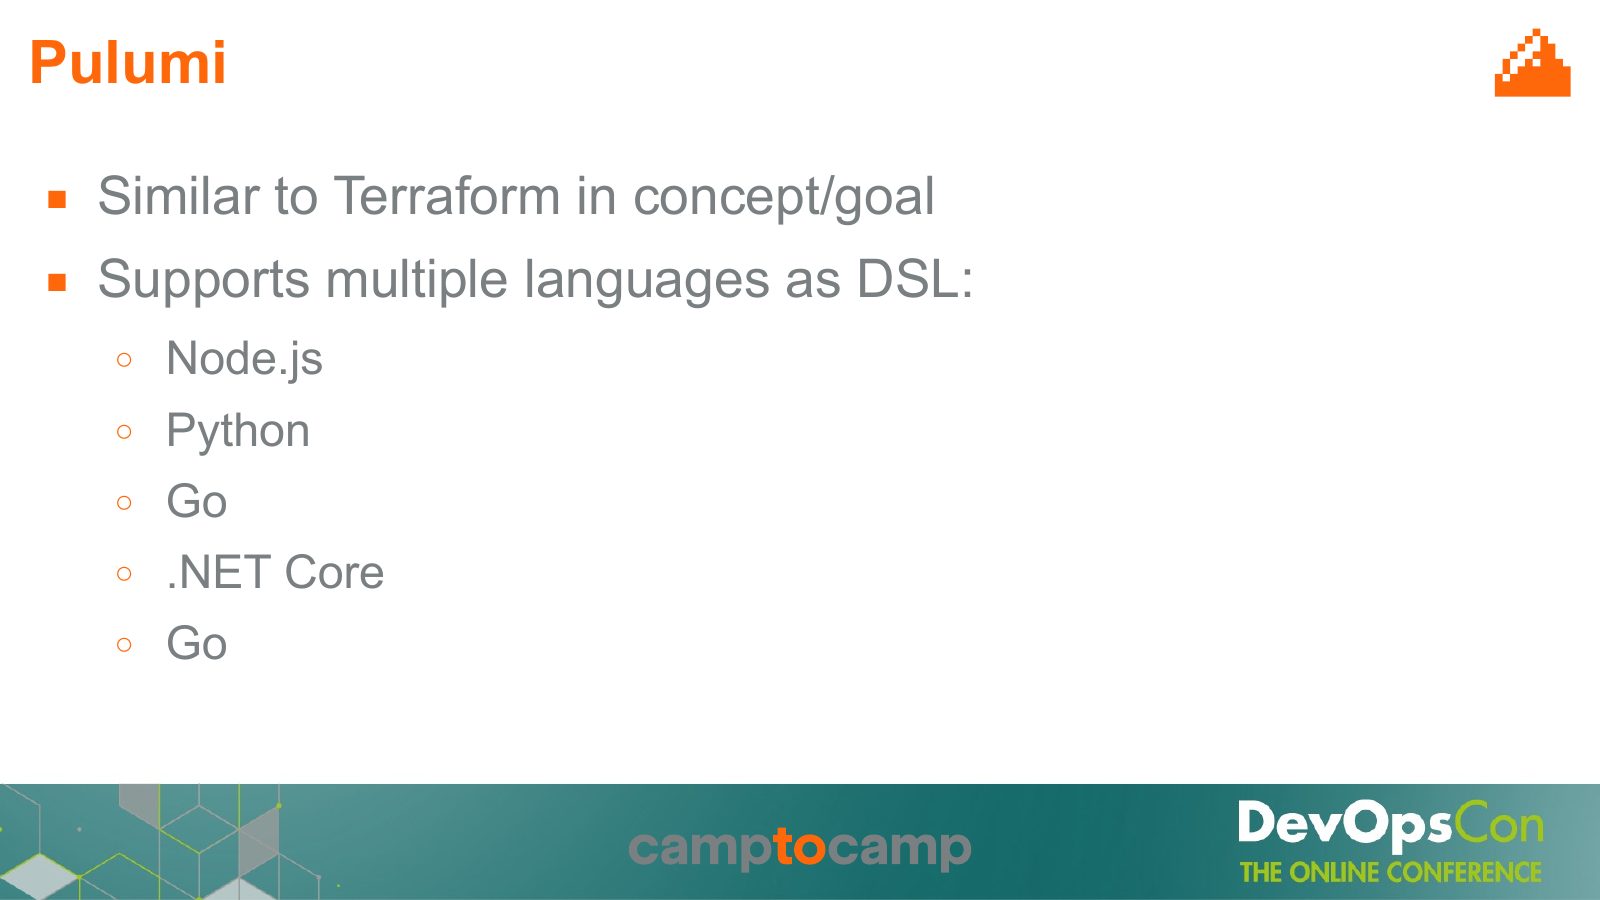 Pulumi
Similar to Terraform in concept/goal
Supports multiple languages as DSL:
Node.js
Python
Go
.NET Core
Go
camptocamp
DevOpsCon
THE ONLINE CONFERENCE